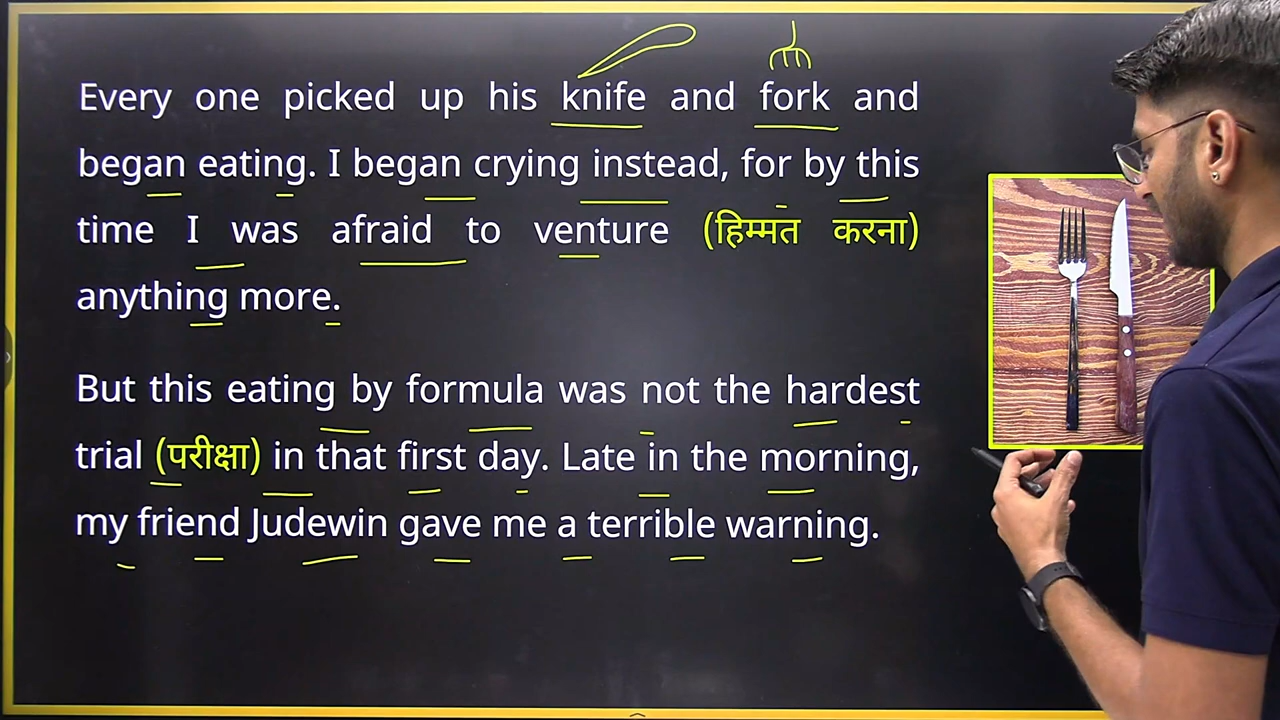 Every one picked up his knife and fork and
began eating. I began crying instead, for by this
time I was afraid to venture (हिम्मत करना)
anything more.
But this eating by formula was not the hardest
trial (परीक्षा) in that first day. Late in the morning,
my friend Judewin gave me a terrible warning.